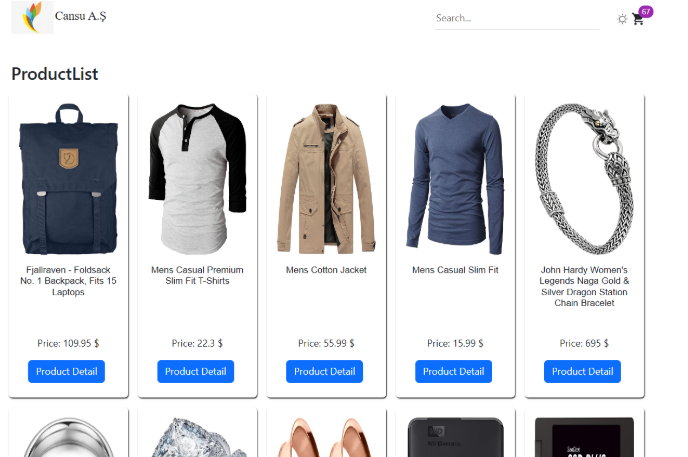 Cansu A.Ş
Search...
67
ProductList
Fjallraven - Foldsack
No. 1 Backpack, Fits 15
Laptops
Price: 109.95 $
Product Detail
Mens Casual Premium
Slim Fit T-Shirts
Price: 22.3 $
Product Detail
Mens Cotton Jacket
Price: 55.99 $
Product Detail
Mens Casual Slim Fit
Price: 15.99 $
Product Detail
John Hardy Women's
Legends Naga Gold &
Silver Dragon Station
Chain Bracelet
Price: 695 $
Product Detail